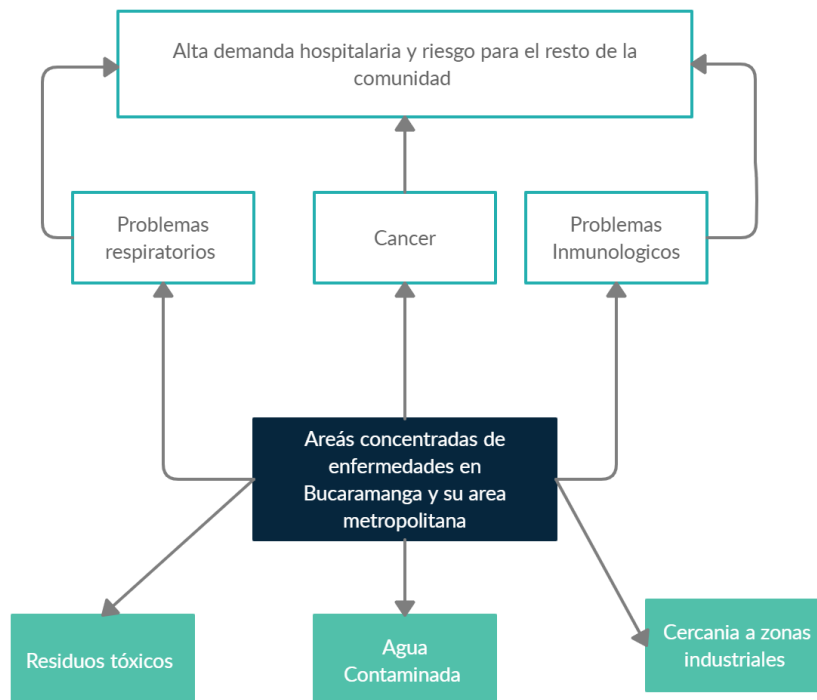 Alta demanda hospitalaria y riesgo para el resto de la
comunidad
Problemas
respiratorios
Cancer
Problemas
Inmunologicos
Areás concentradas de
enfermedades en
Bucaramanga y su area
metropolitana
Residuos tóxicos
Agua
Contaminada
Cercania a zonas
industriales